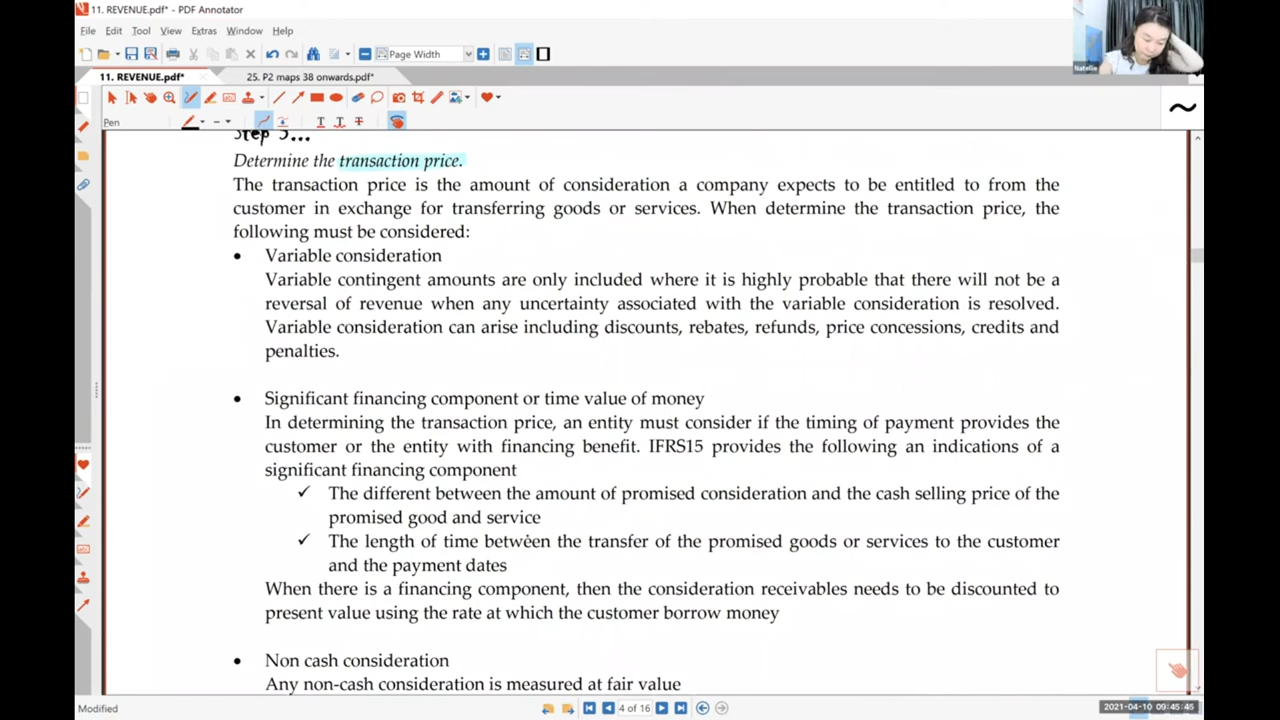 11. REVENUE.pdf* - PDF Annotator
File Edit Tool View Extras Window Help
Page Width
11. REVENUE.pdf* 25. P2 maps 38 onwards.pdf*
Pen
Natelie
Step 3...
Determine the transaction price.
The transaction price is the amount of consideration a company expects to be entitled to from the
customer in exchange for transferring goods or services. When determine the transaction price, the
following must be considered:
• Variable consideration
Variable contingent amounts are only included where it is highly probable that there will not be a
reversal of revenue when any uncertainty associated with the variable consideration is resolved.
Variable consideration can arise including discounts, rebates, refunds, price concessions, credits and
penalties.
• Significant financing component or time value of money
In determining the transaction price, an entity must consider if the timing of payment provides the
customer or the entity with financing benefit. IFRS15 provides the following an indications of a
significant financing component
✓ The different between the amount of promised consideration and the cash selling price of the
promised good and service
✓ The length of time between the transfer of the promised goods or services to the customer
and the payment dates
When there is a financing component, then the consideration receivables needs to be discounted to
present value using the rate at which the customer borrow money
• Non cash consideration
Any non-cash consideration is measured at fair value
Modified
4 of 16
2021-04-10 09:45:45